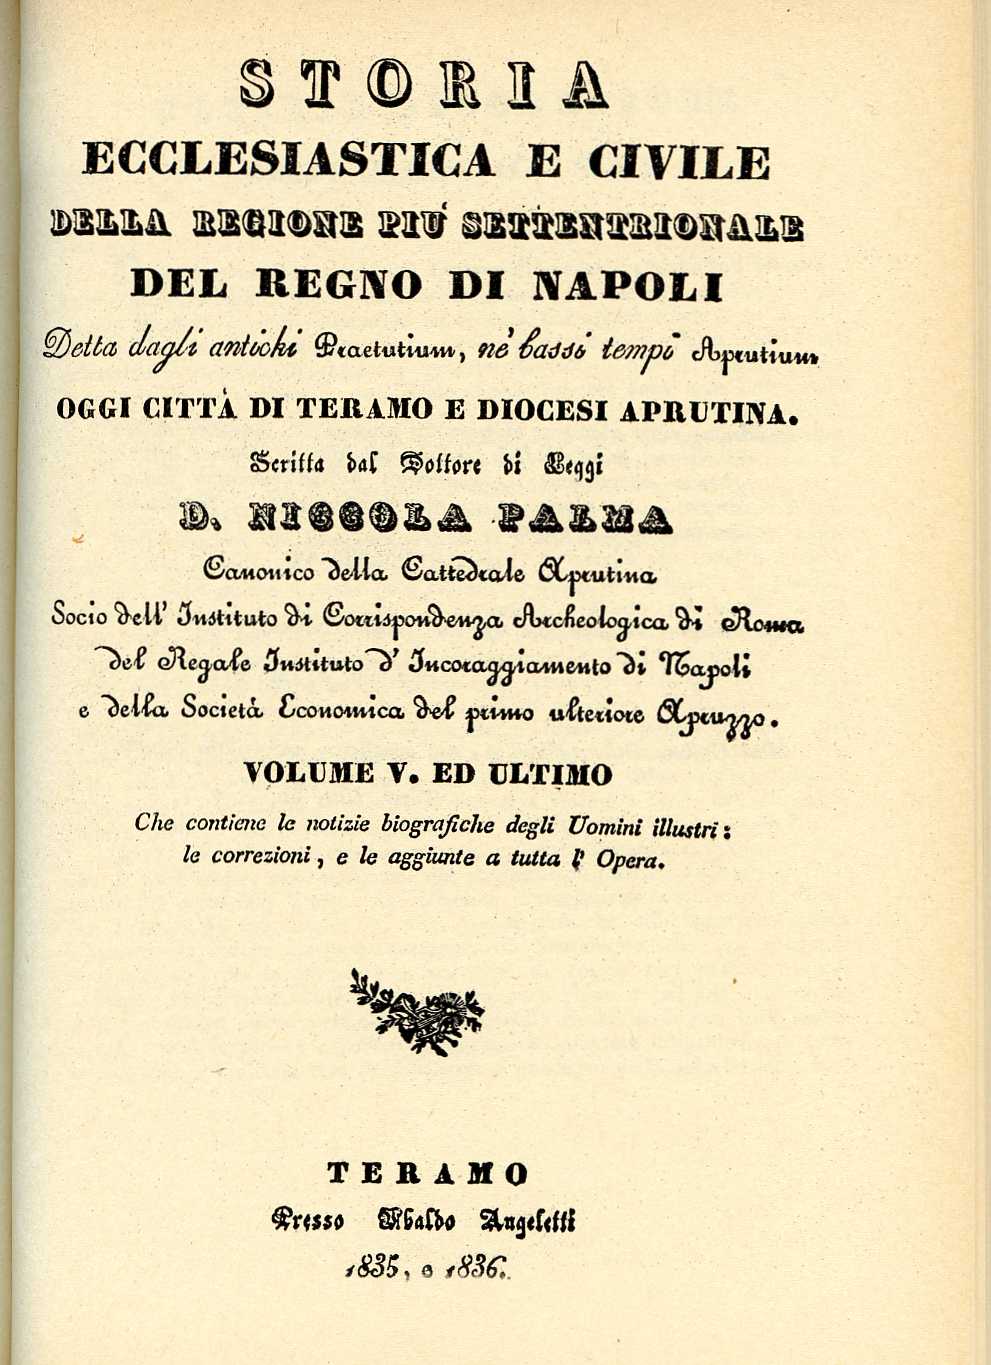 STORIA
ECCLESIASTICA E CIVILE
DELLA REGIONE PIÚ SETTENTRIONALE
DEL REGNO DI NAPOLI
Detta dagli antichi Praetutium, ne' bassi tempi Aprutium
OGGI CITTÀ DI TERAMO E DIOCESI APRUTINA.
Scritta dal Dottore di Leggi
D. NICCOLA PALMA
Canonico della Cattedrale Aprutina
Socio dell' Instituto di Corrispondenza Archeologica di Roma
del Regale Instituto d' Incoraggiamento di Napoli
e della Società Economica del primo ulteriore Apruzzo.
VOLUME V. ED ULTIMO
Che contiene le notizie biografiche degli Uomini illustri:
le correzioni, e le aggiunte a tutta l' Opera.
TERAMO
Presso Ubaldo Angeletti
1835, e 1836.